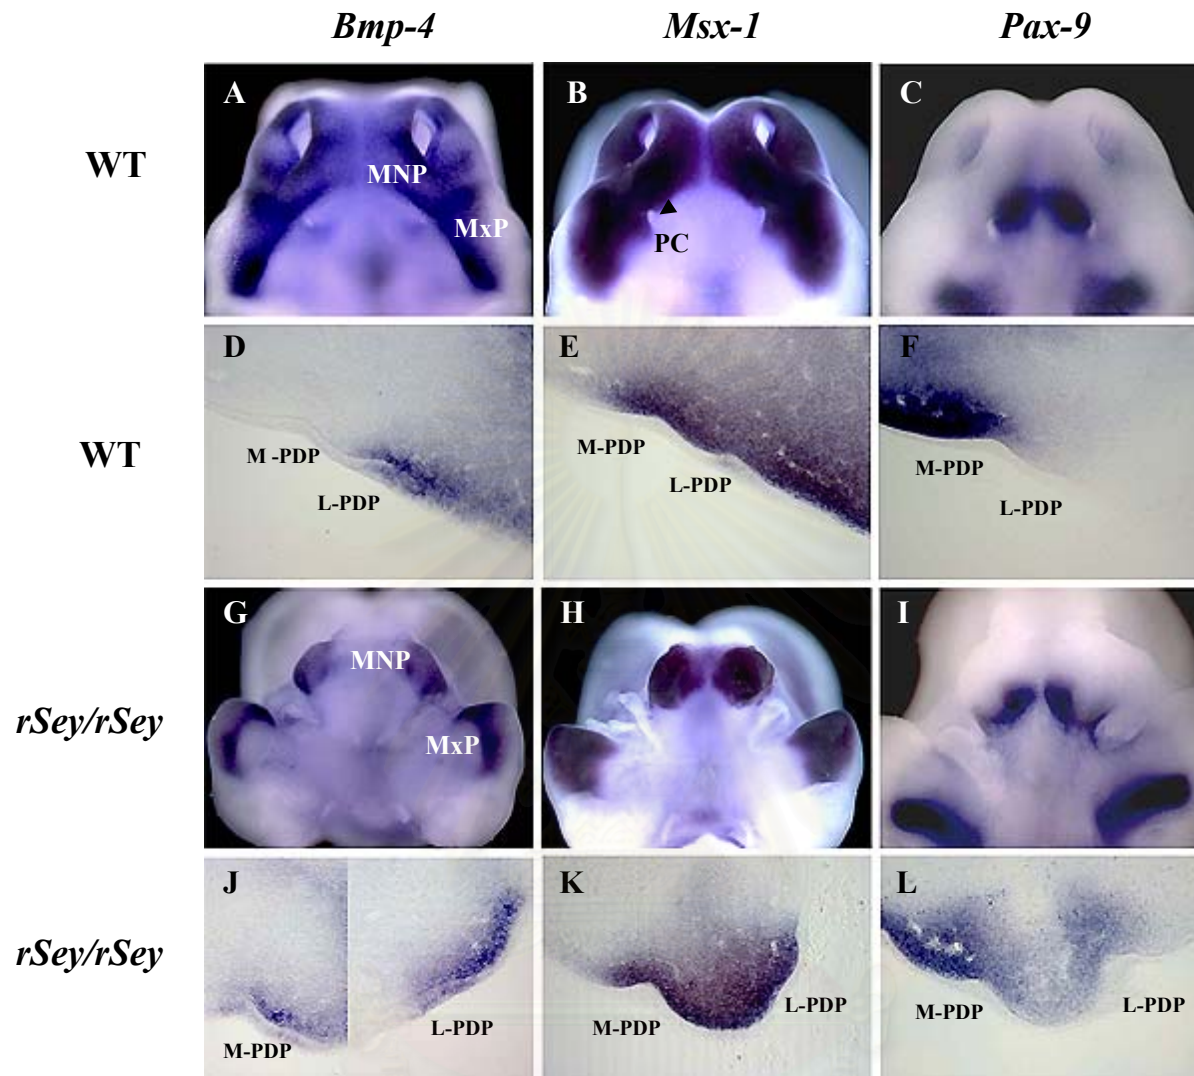 Bmp-4 Msx-1 Pax-9
WT
A
MNP
MxP
B
PC
C
WT
D
M -PDP
L-PDP
E
M-PDP
L-PDP
F
M-PDP
L-PDP
rSey/rSey
G
MNP
MxP
H
I
rSey/rSey
J
M-PDP
L-PDP
K
M-PDP
L-PDP
L
M-PDP
L-PDP